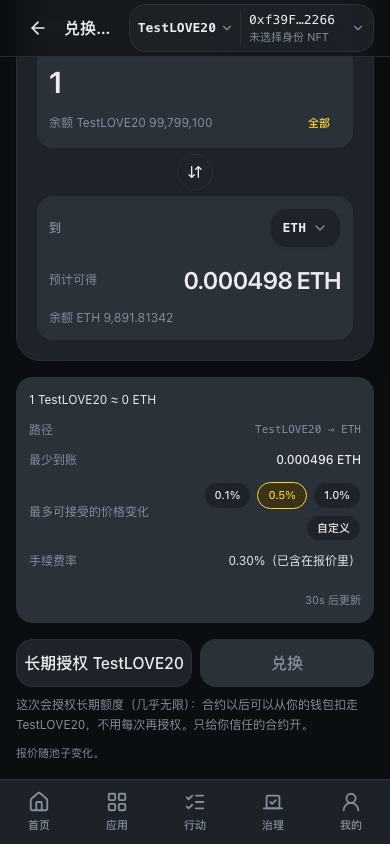 兑换...
TestLOVE20
0xf39F…2266
未选择身份 NFT
1
余额 TestLOVE20 99,799,100
全部
到
ETH
预计可得
0.000498 ETH
余额 ETH 9,891.81342
1 TestLOVE20 ≈ 0 ETH
路径
TestLOVE20 → ETH
最少到账
0.000496 ETH
0.1%
0.5%
1.0%
最多可接受的价格变化
自定义
手续费率
0.30%（已含在报价里）
30s 后更新
长期授权 TestLOVE20
兑换
这次会授权长期额度（几乎无限）：合约以后可以从你的钱包扣走
TestLOVE20，不用每次再授权。只给你信任的合约开。
报价随池子变化。
首页
应用
行动
治理
我的